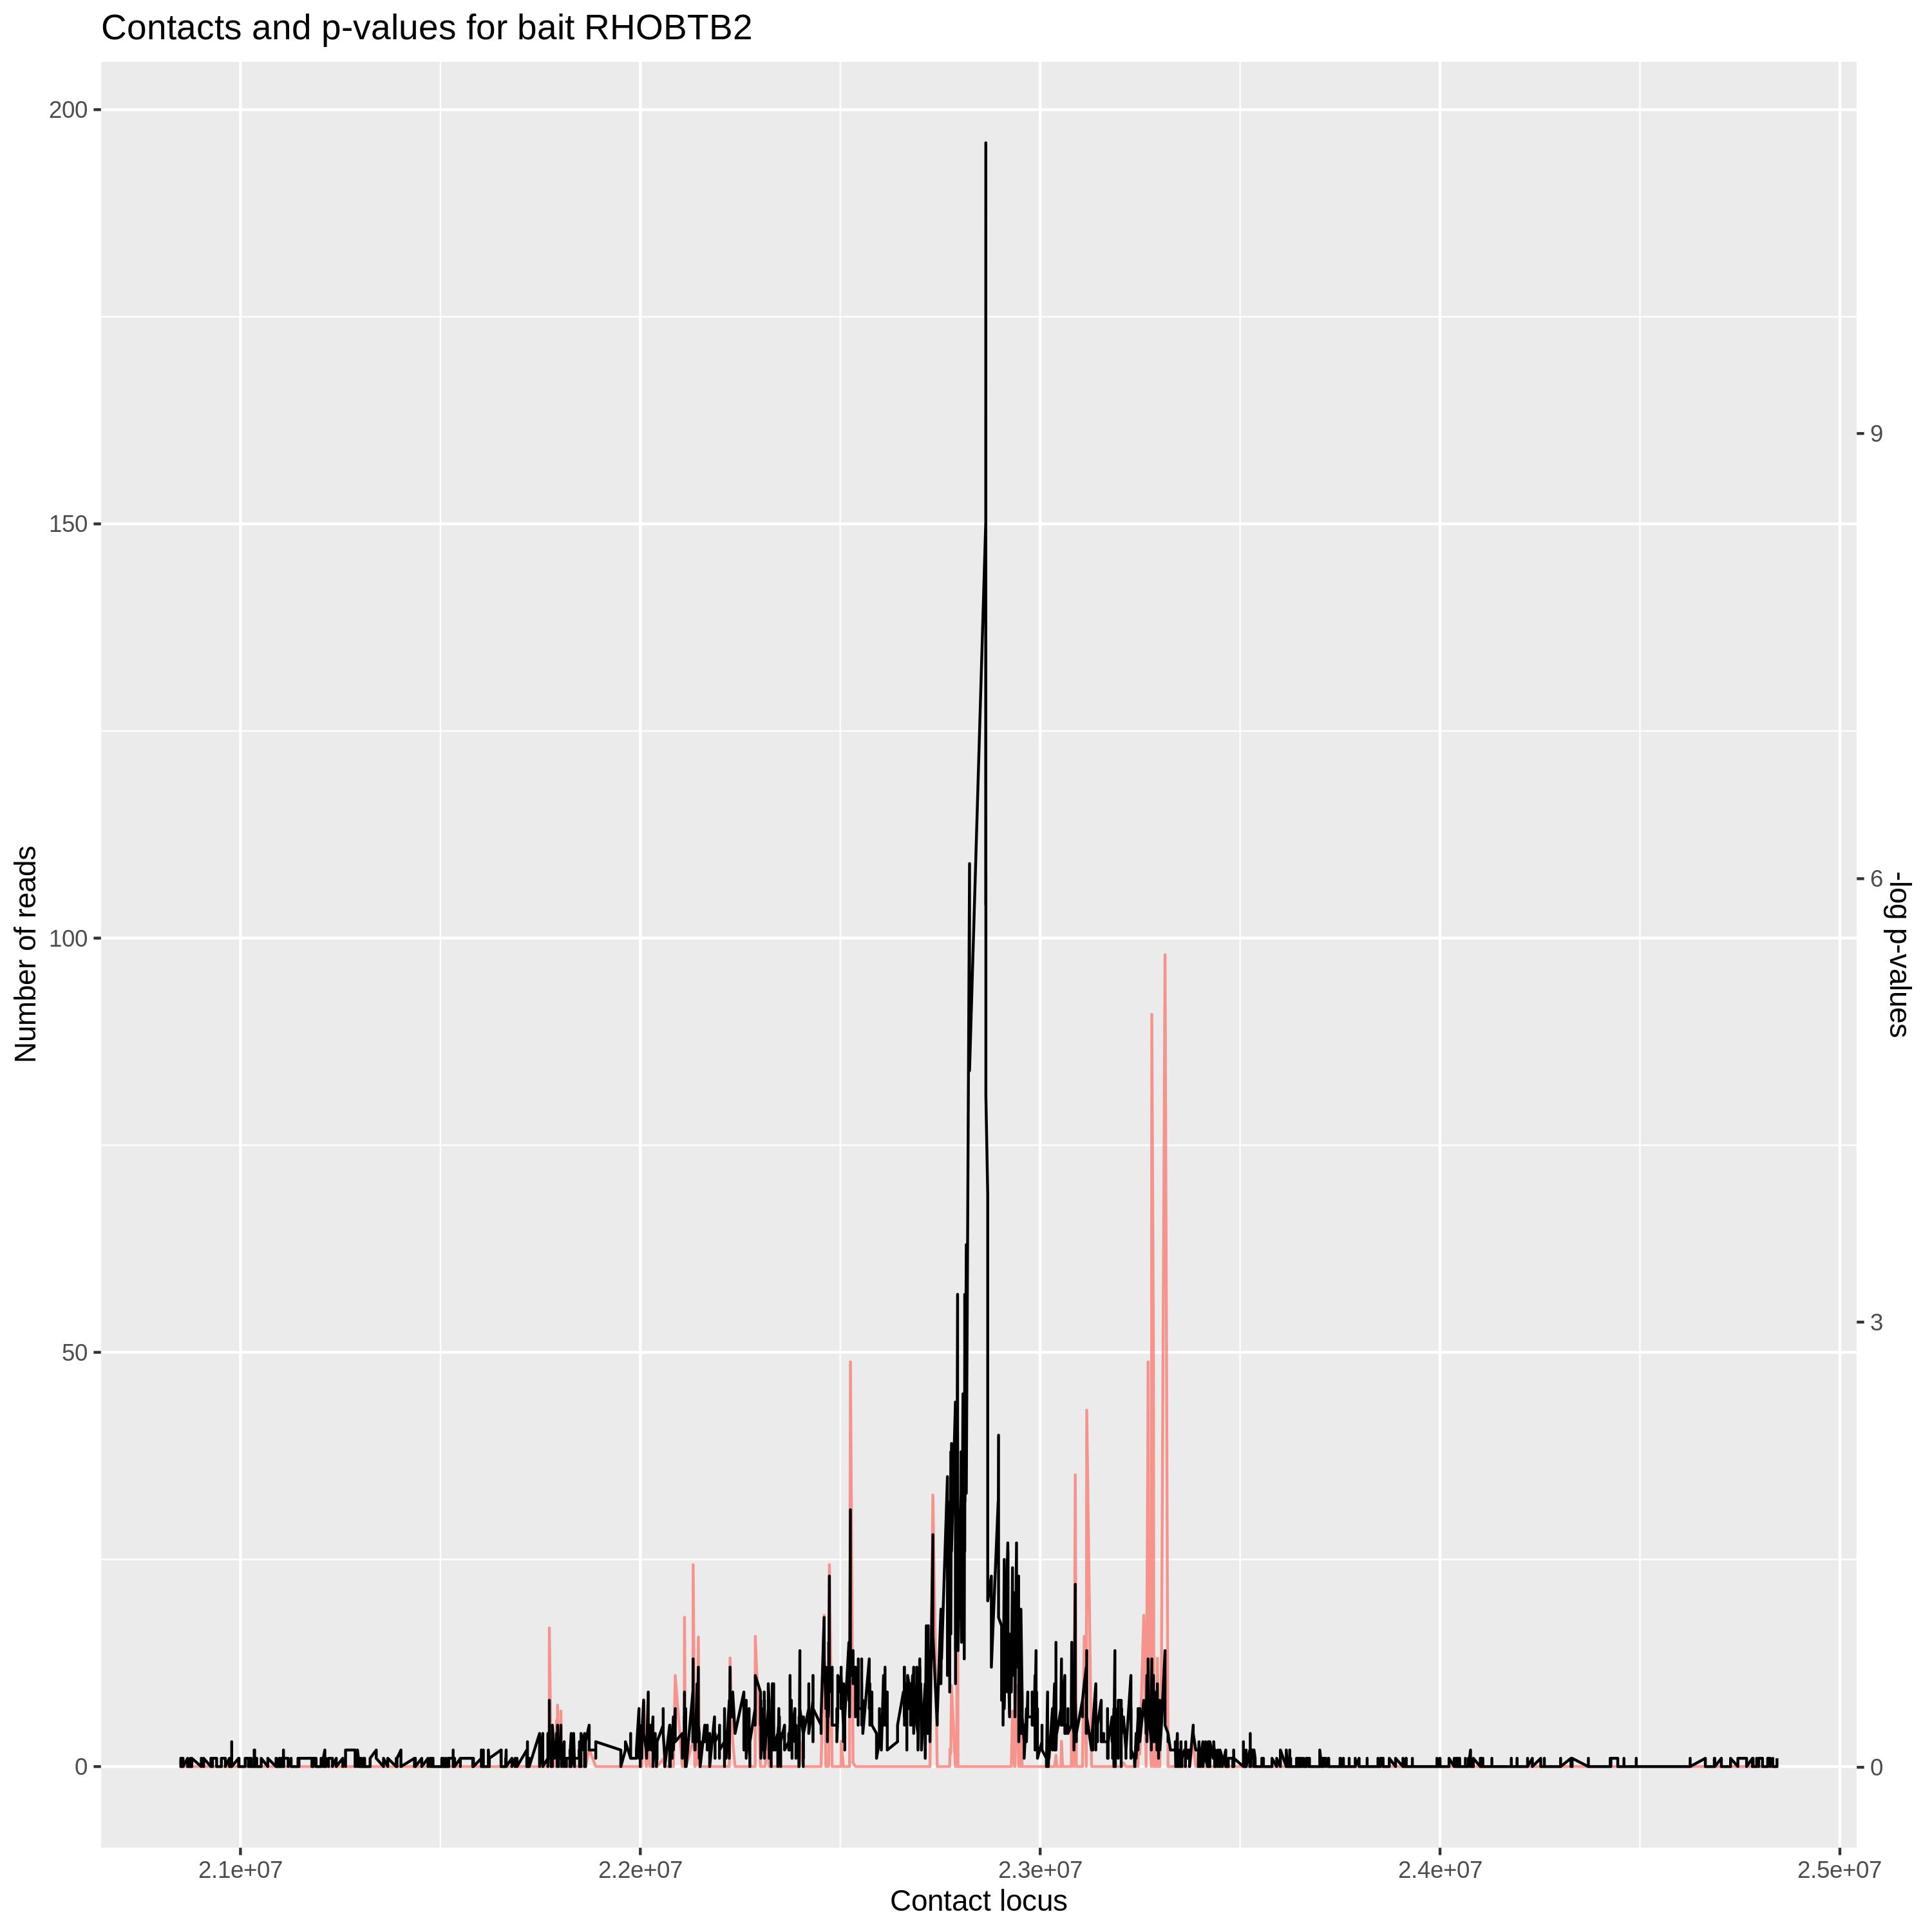 Contacts and p-values for bait RHOBTB2
200
150
100
50
0
Number of reads
9
6
3
0
-log p-values
2.1e+07
2.2e+07
2.3e+07
2.4e+07
2.5e+07
Contact locus